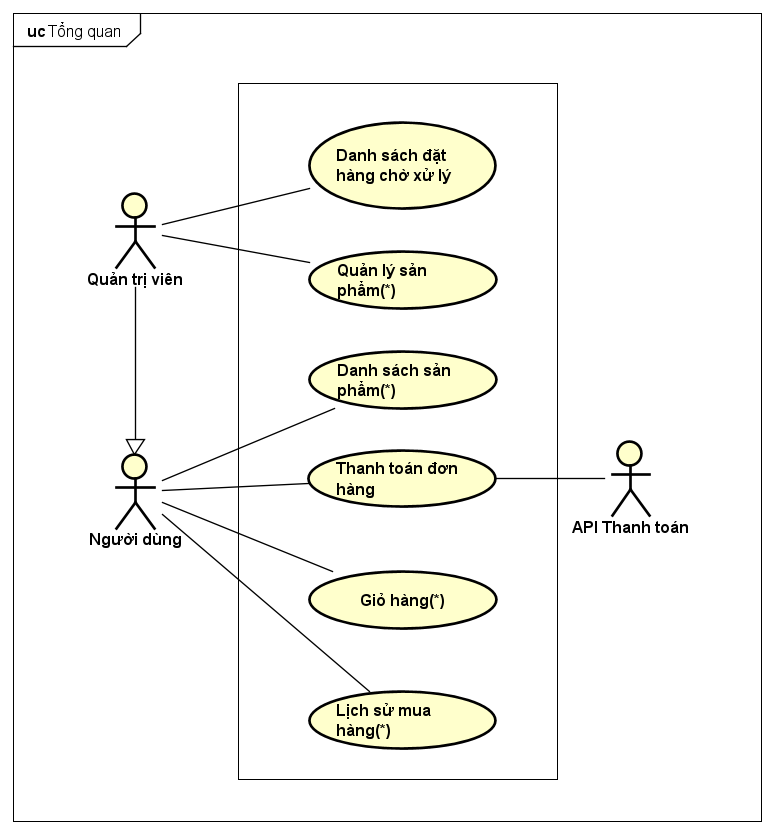 uc Tổng quan
Danh sách đặt
hàng chờ xử lý
Quản trị viên
Quản lý sản
phẩm(*)
Danh sách sản
phẩm(*)
Thanh toán đơn
hàng
API Thanh toán
Người dùng
Giỏ hàng(*)
Lịch sử mua
hàng(*)